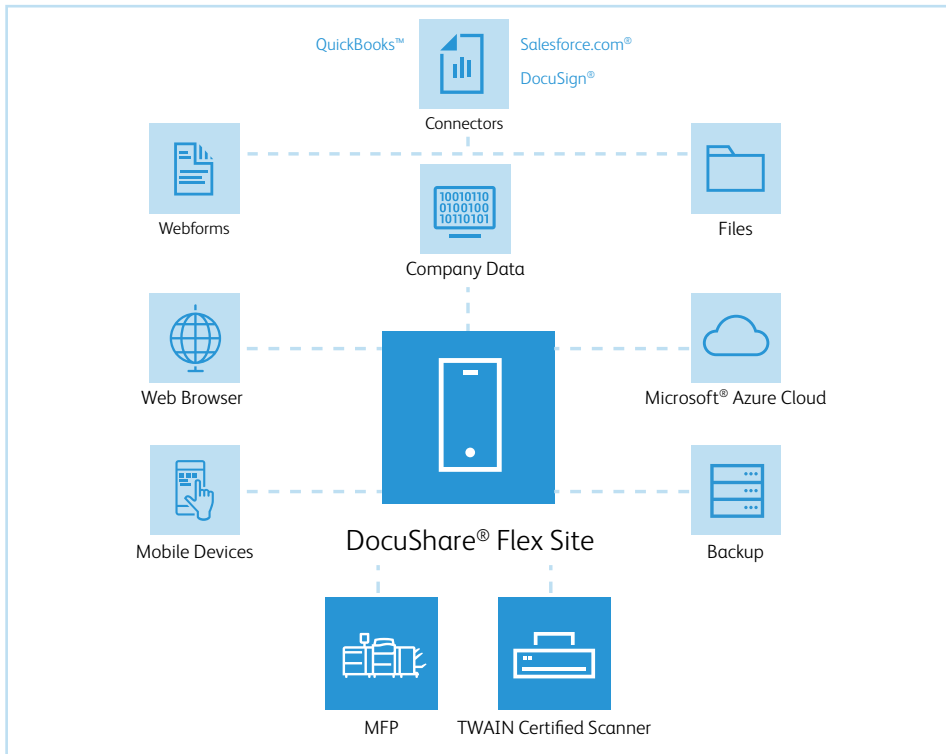 QuickBooks™
Salesforce.com®
DocuSign®
Connectors
Webforms
10010110
0100100
10110101
Files
Company Data
Web Browser
Microsoft® Azure Cloud
DocuShare® Flex Site
Mobile Devices
Backup
MFP
TWAIN Certified Scanner